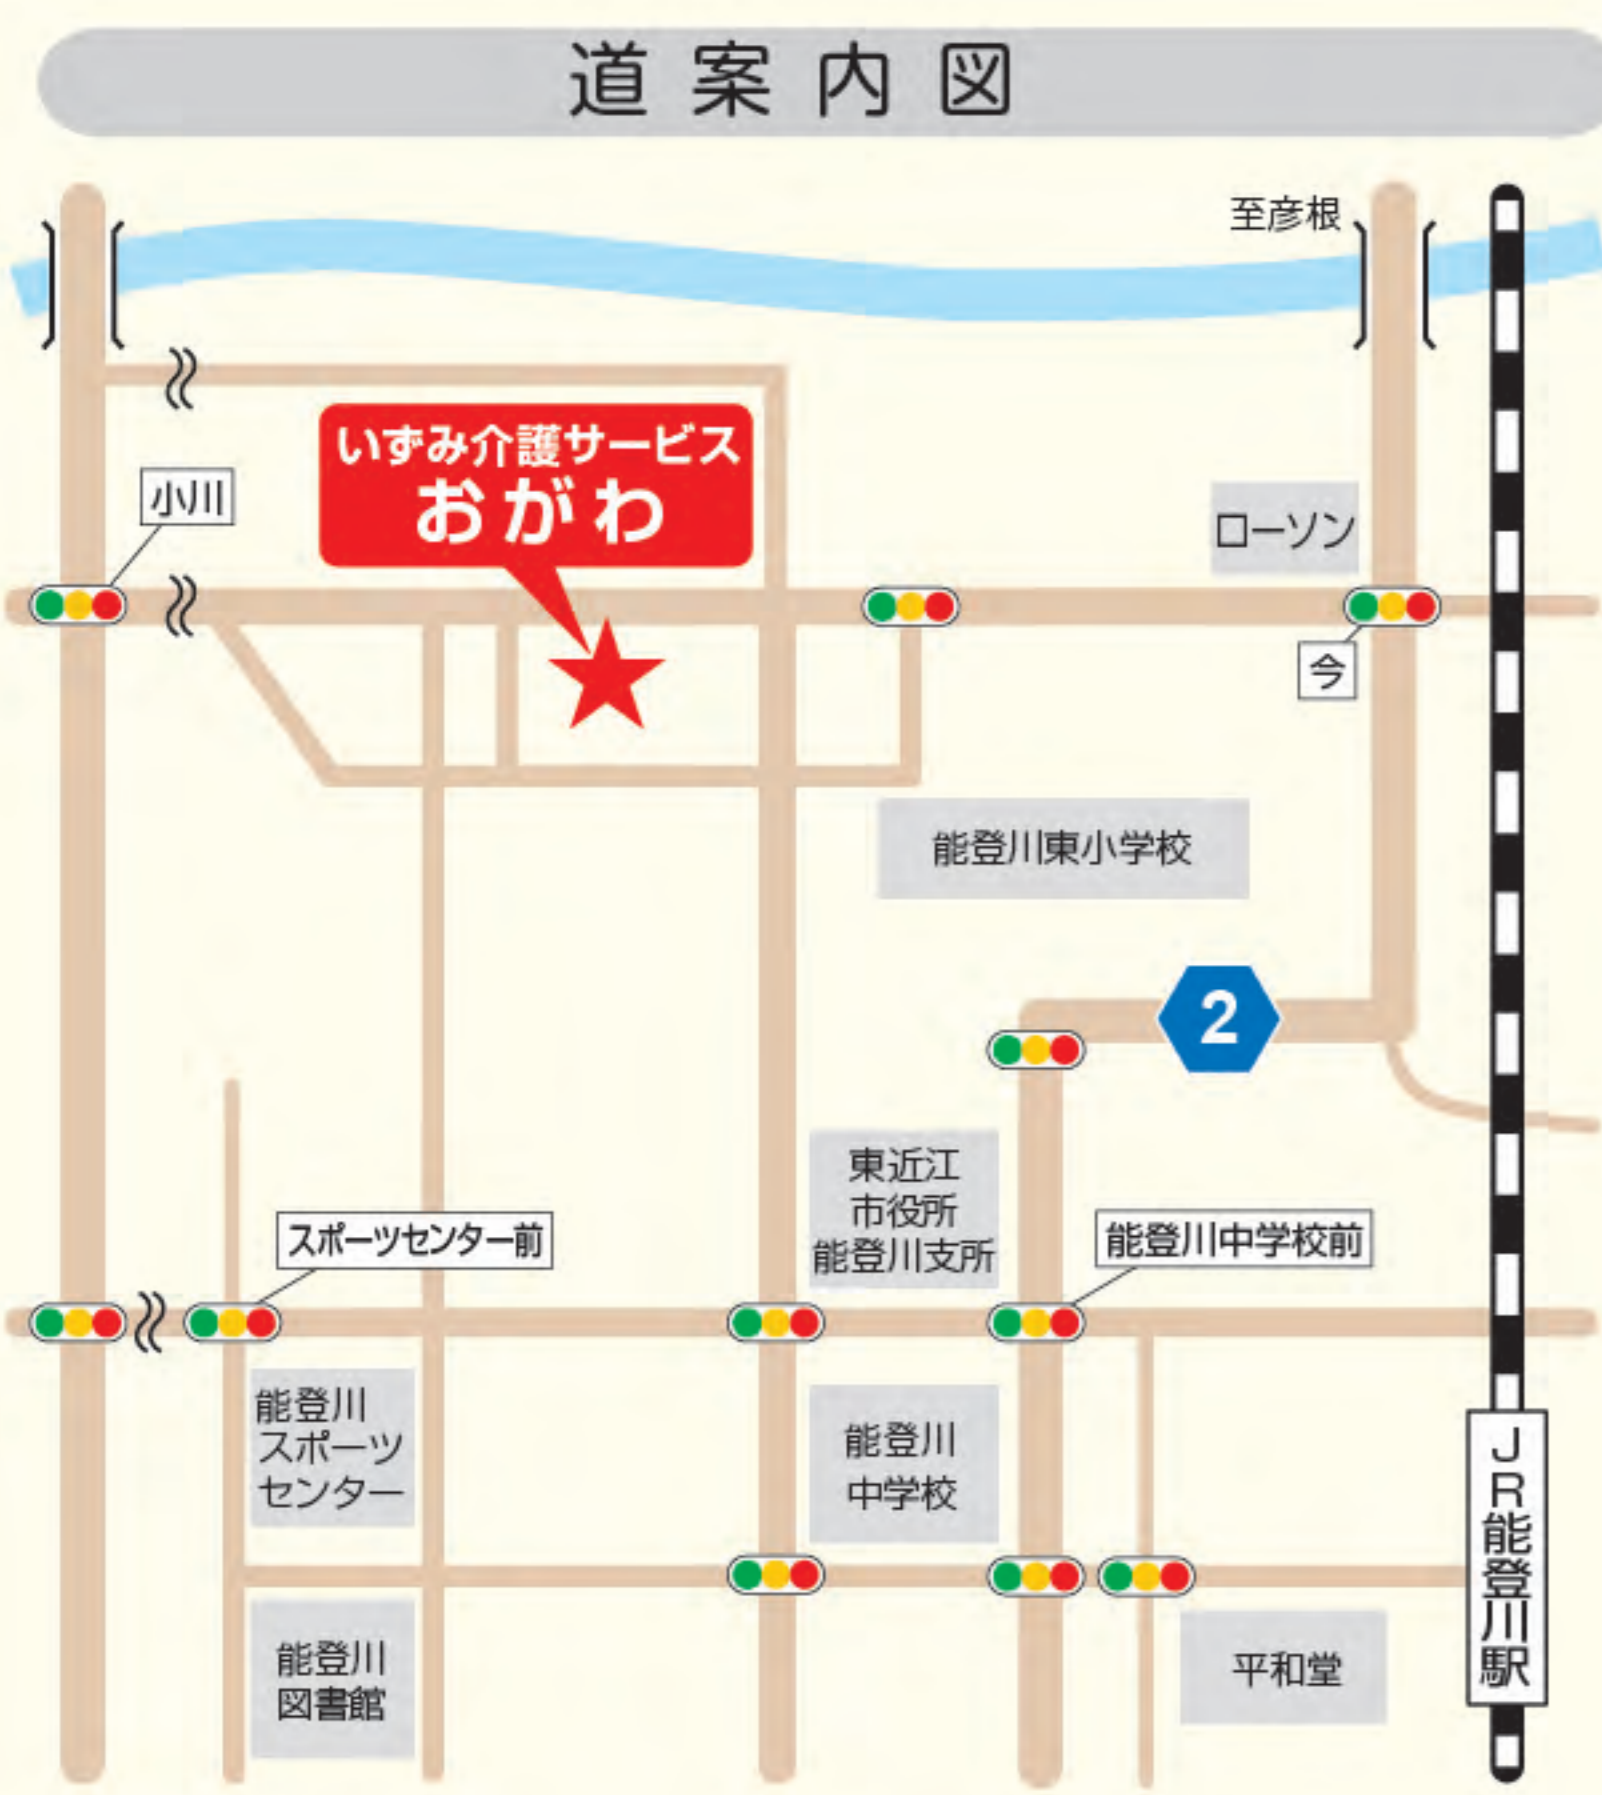 道案内図
至彦根
いずみ介護サービス
おがわ
小川
ローソン
今
能登川東小学校
2
東近江
市役所
能登川支所
スポーツセンター前
能登川中学校前
能登川
スポーツ
センター
能登川
中学校
JR能登川駅
能登川
図書館
平和堂